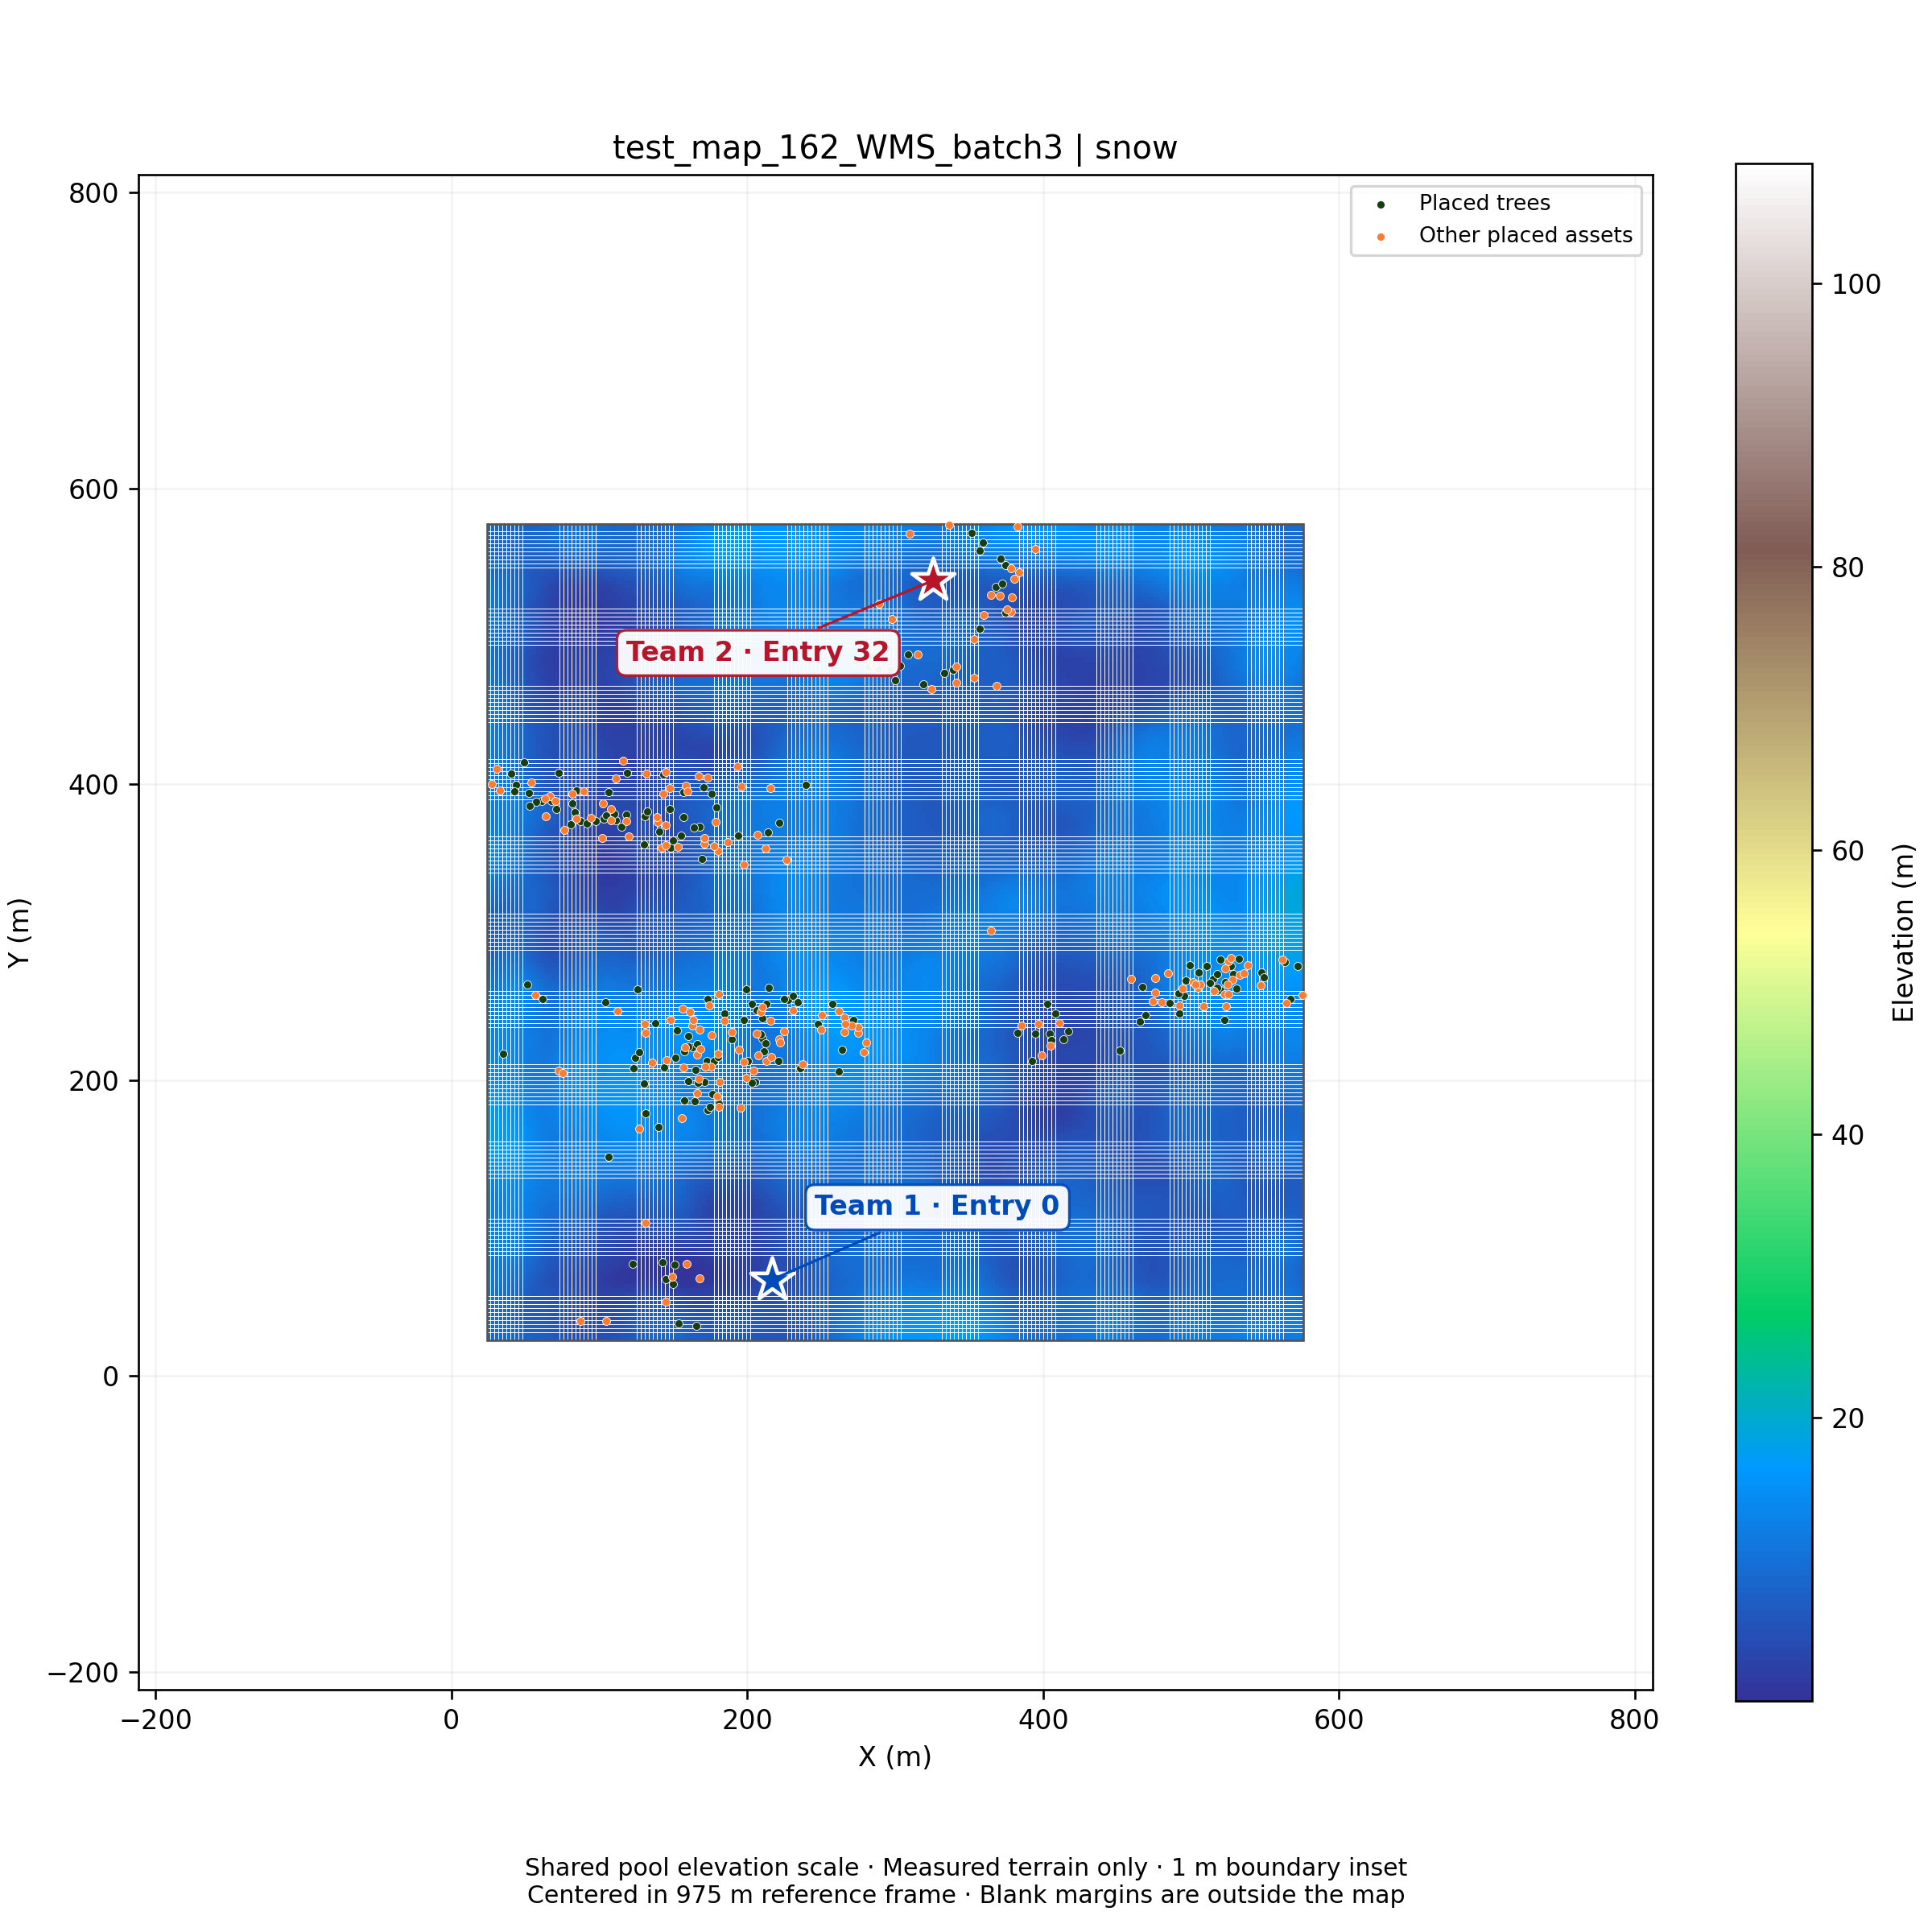 test_map_162_WMS_batch3 | snow
800
600
400
200
0
−200
−200
0
200
400
600
800
X (m)
Y (m)
Placed trees
Other placed assets
Team 2 · Entry 32
Team 1 · Entry 0
100
80
60
40
20
Elevation (m)
Shared pool elevation scale · Measured terrain only · 1 m boundary inset
Centered in 975 m reference frame · Blank margins are outside the map